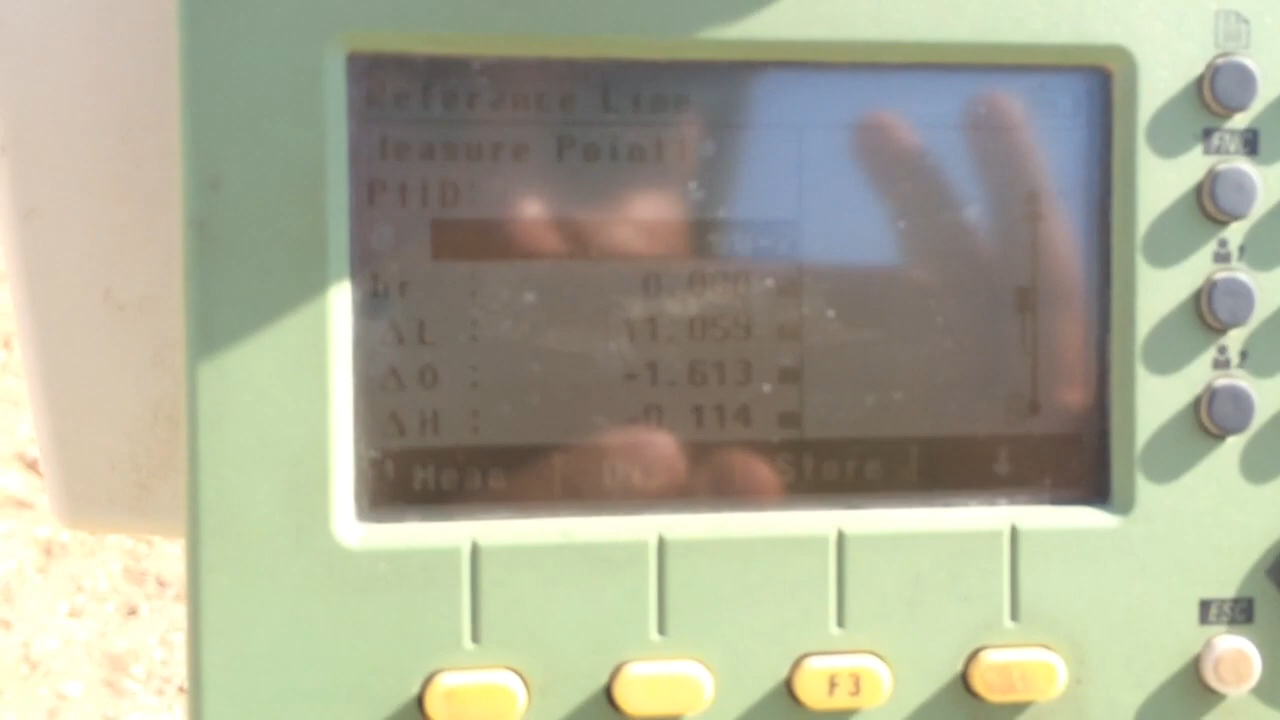 Reference Line
Measure Point
PtID:
hr : 0.000
ΔL : 11.059
ΔO : -1.613
ΔH : -0.114
Meas Store ↓
FNC
F3
ESC